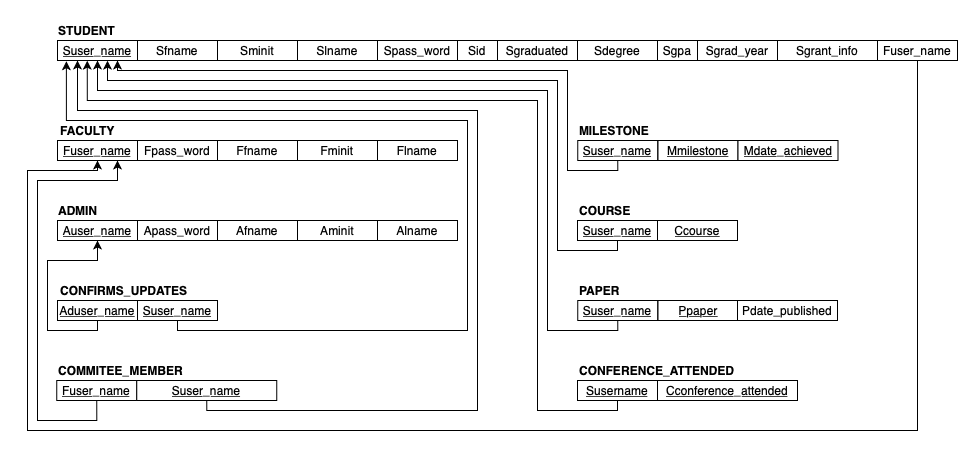 STUDENT
Suser_name Sfname Sminit Slname Spass_word Sid Sgraduated Sdegree Sgpa Sgrad_year Sgrant_info Fuser_name
FACULTY
Fuser_name Fpass_word Ffname Fminit Flname
MILESTONE
Suser_name Mmilestone Mdate_achieved
ADMIN
Auser_name Apass_word Afname Aminit Alname
COURSE
Suser_name Ccourse
CONFIRMS_UPDATES
Aduser_name Suser_name
PAPER
Suser_name Ppaper Pdate_published
COMMITEE_MEMBER
Fuser_name Suser_name
CONFERENCE_ATTENDED
Susername Cconference_attended